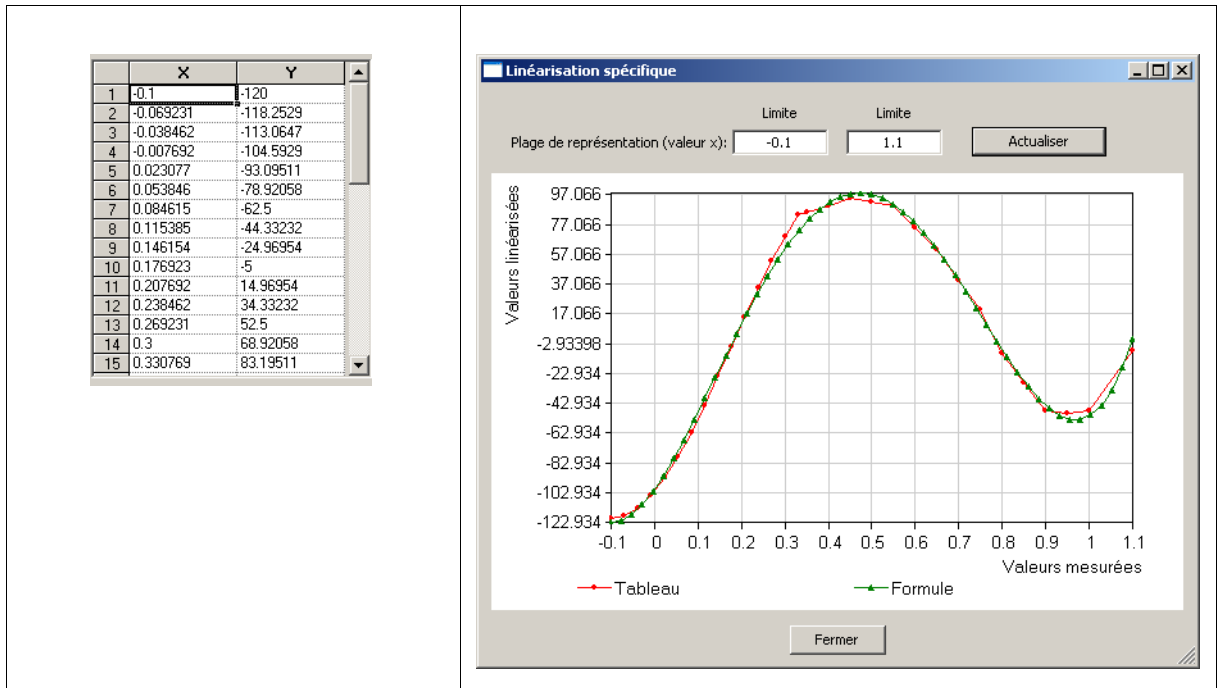 X Y
1 -0.1 -120
2 -0.069231 -118.2529
3 -0.038462 -113.0647
4 -0.007692 -104.5929
5 0.023077 -93.09511
6 0.053846 -78.92058
7 0.084615 -62.5
8 0.115385 -44.33232
9 0.146154 -24.96954
10 0.176923 -5
11 0.207692 14.96954
12 0.238462 34.33232
13 0.269231 52.5
14 0.3 68.92058
15 0.330769 83.19511
Linéarisation spécifique
Limite Limite
Plage de représentation (valeur x): -0.1 1.1 Actualiser
Valeurs linéarisées
97.066
77.066
57.066
37.066
17.066
-2.93398
-22.934
-42.934
-62.934
-82.934
-102.934
-122.934
-0.1 0 0.1 0.2 0.3 0.4 0.5 0.6 0.7 0.8 0.9 1 1.1
Valeurs mesurées
Tableau Formule
Fermer